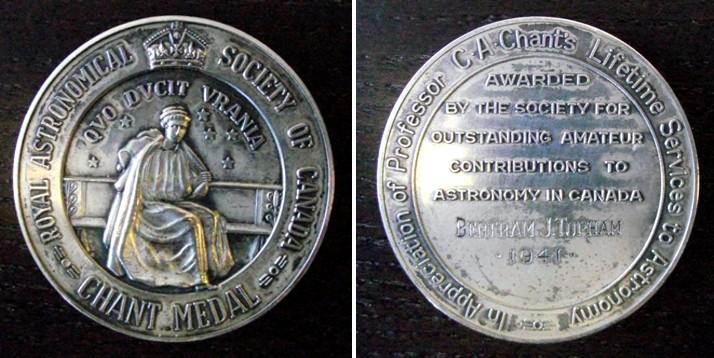 ROYAL ASTRONOMICAL SOCIETY OF CANADA
QVO DVCIT VRANIA
CHANT MEDAL
In Appreciation of Professor C.A. Chant's Lifetime Services to Astronomy
AWARDED
BY THE SOCIETY FOR
OUTSTANDING AMATEUR
CONTRIBUTIONS TO
ASTRONOMY IN CANADA
BERTRAM J. TOPHAM
·1941·